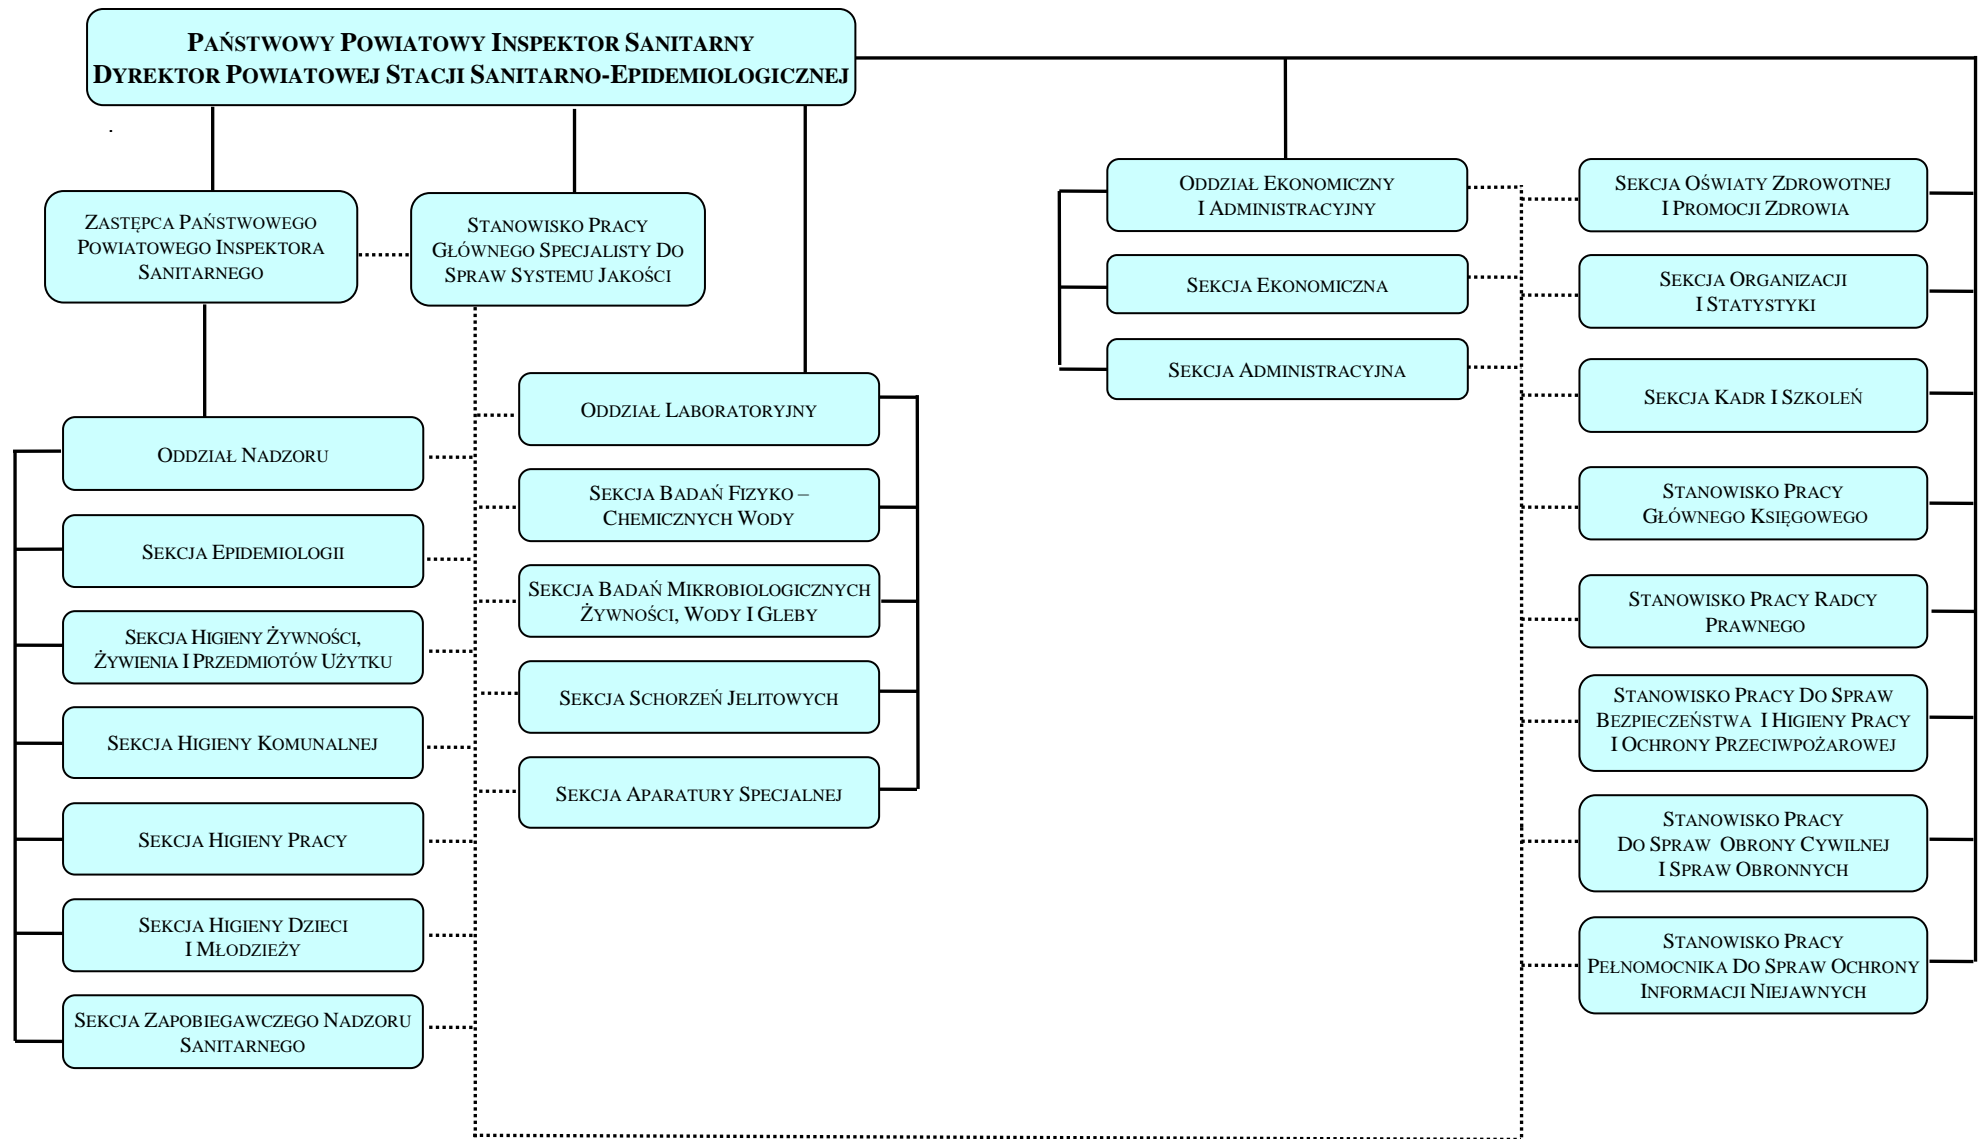 PAŃSTWOWY POWIATOWY INSPEKTOR SANITARNY
DYREKTOR POWIATOWEJ STACJI SANITARNO-EPIDEMIOLOGICZNEJ
.
ZASTĘPCA PAŃSTWOWEGO
POWIATOWEGO INSPEKTORA
SANITARNEGO
STANOWISKO PRACY
GŁÓWNEGO SPECJALISTY DO
SPRAW SYSTEMU JAKOŚCI
ODDZIAŁ NADZORU
SEKCJA EPIDEMIOLOGII
SEKCJA HIGIENY ŻYWNOŚCI,
ŻYWIENIA I PRZEDMIOTÓW UŻYTKU
SEKCJA HIGIENY KOMUNALNEJ
SEKCJA HIGIENY PRACY
SEKCJA HIGIENY DZIECI
I MŁODZIEŻY
SEKCJA ZAPOBIEGAWCZEGO NADZORU
SANITARNEGO
ODDZIAŁ LABORATORYJNY
SEKCJA BADAŃ FIZYKO –
CHEMICZNYCH WODY
SEKCJA BADAŃ MIKROBIOLOGICZNYCH
ŻYWNOŚCI, WODY I GLEBY
SEKCJA SCHORZEŃ JELITOWYCH
SEKCJA APARATURY SPECJALNEJ
ODDZIAŁ EKONOMICZNY
I ADMINISTRACYJNY
SEKCJA EKONOMICZNA
SEKCJA ADMINISTRACYJNA
SEKCJA OŚWIATY ZDROWOTNEJ
I PROMOCJI ZDROWIA
SEKCJA ORGANIZACJI
I STATYSTYKI
SEKCJA KADR I SZKOLEŃ
STANOWISKO PRACY
GŁÓWNEGO KSIĘGOWEGO
STANOWISKO PRACY RADCY
PRAWNEGO
STANOWISKO PRACY DO SPRAW
BEZPIECZEŃSTWA I HIGIENY PRACY
I OCHRONY PRZECIWPOŻAROWEJ
STANOWISKO PRACY
DO SPRAW OBRONY CYWILNEJ
I SPRAW OBRONNYCH
STANOWISKO PRACY
PEŁNOMOCNIKA DO SPRAW OCHRONY
INFORMACJI NIEJAWNYCH